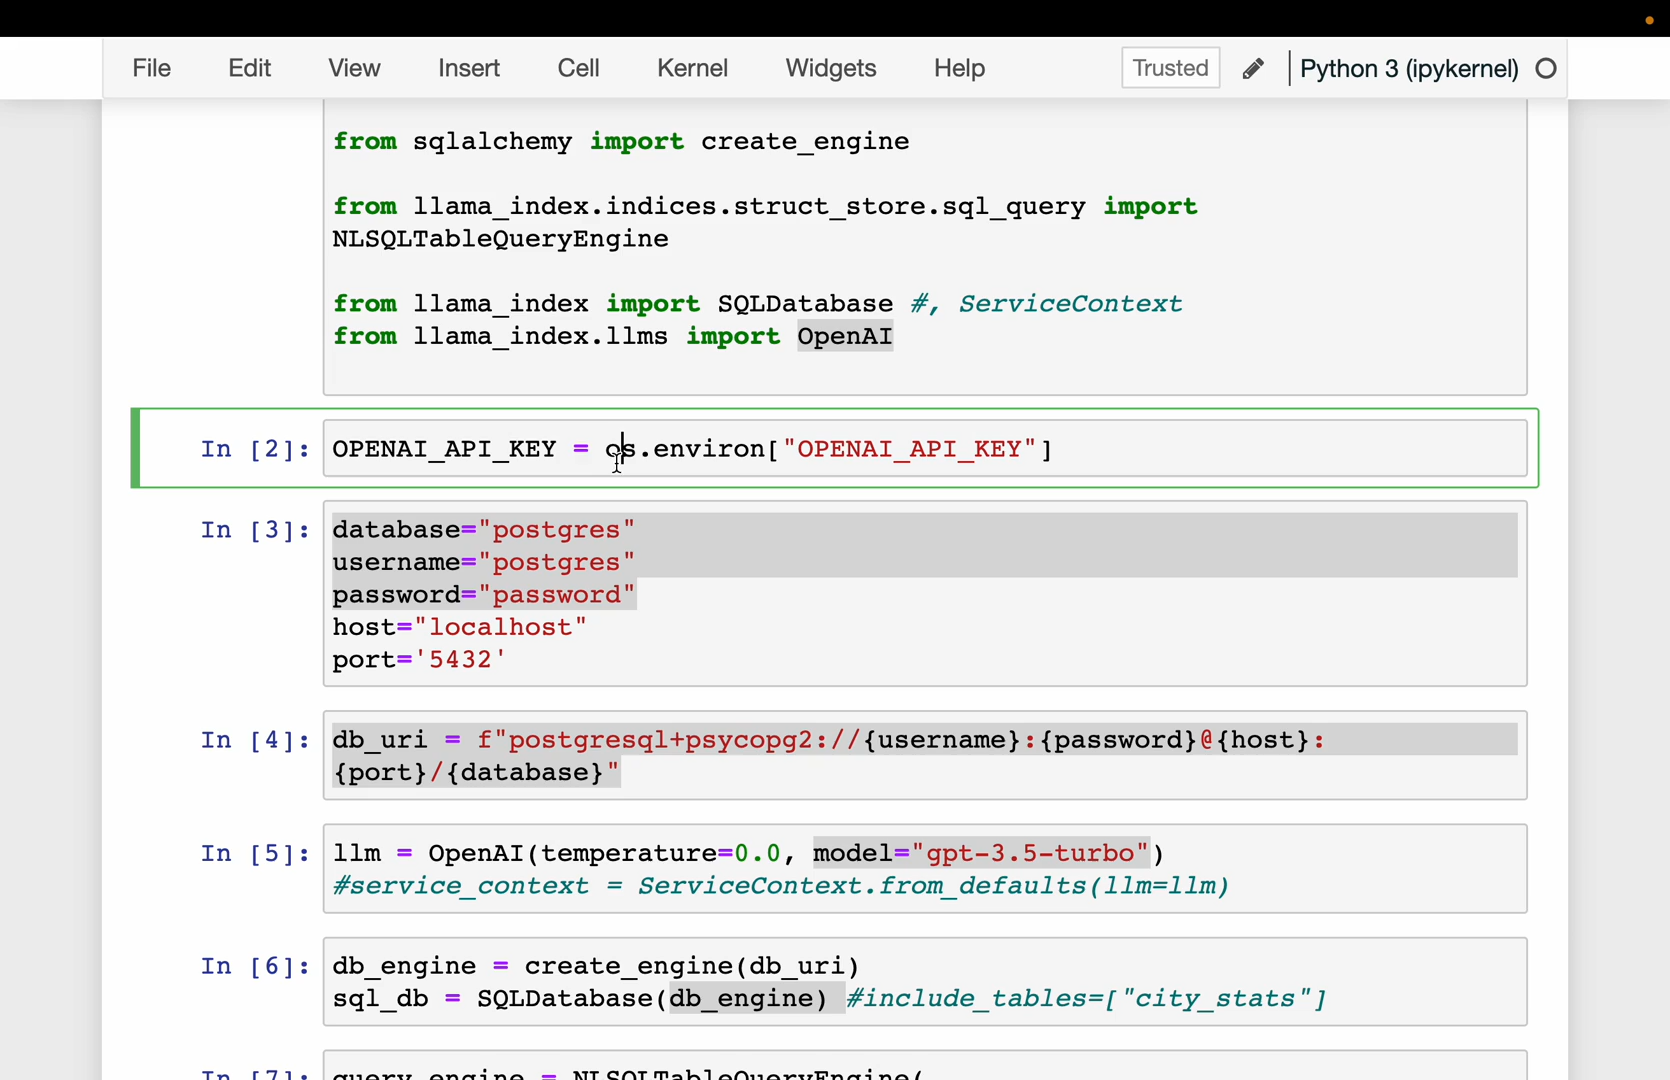 File Edit View Insert Cell Kernel Widgets Help Trusted Python 3 (ipykernel)
from sqlalchemy import create_engine
from llama_index.indices.struct_store.sql_query import
NLSQLTableQueryEngine
from llama_index import SQLDatabase #, ServiceContext
from llama_index.llms import OpenAI
In [2]: OPENAI_API_KEY = os.environ["OPENAI_API_KEY"]
In [3]: database="postgres"
username="postgres"
password="password"
host="localhost"
port='5432'
In [4]: db_uri = f"postgresql+psycopg2://{username}:{password}@{host}:
{port}/{database}"
In [5]: llm = OpenAI(temperature=0.0, model="gpt-3.5-turbo")
#service_context = ServiceContext.from_defaults(llm=llm)
In [6]: db_engine = create_engine(db_uri)
sql_db = SQLDatabase(db_engine) #include_tables=["city_stats"]
In [7]: query_engine = NLSQLTableQueryEngine(